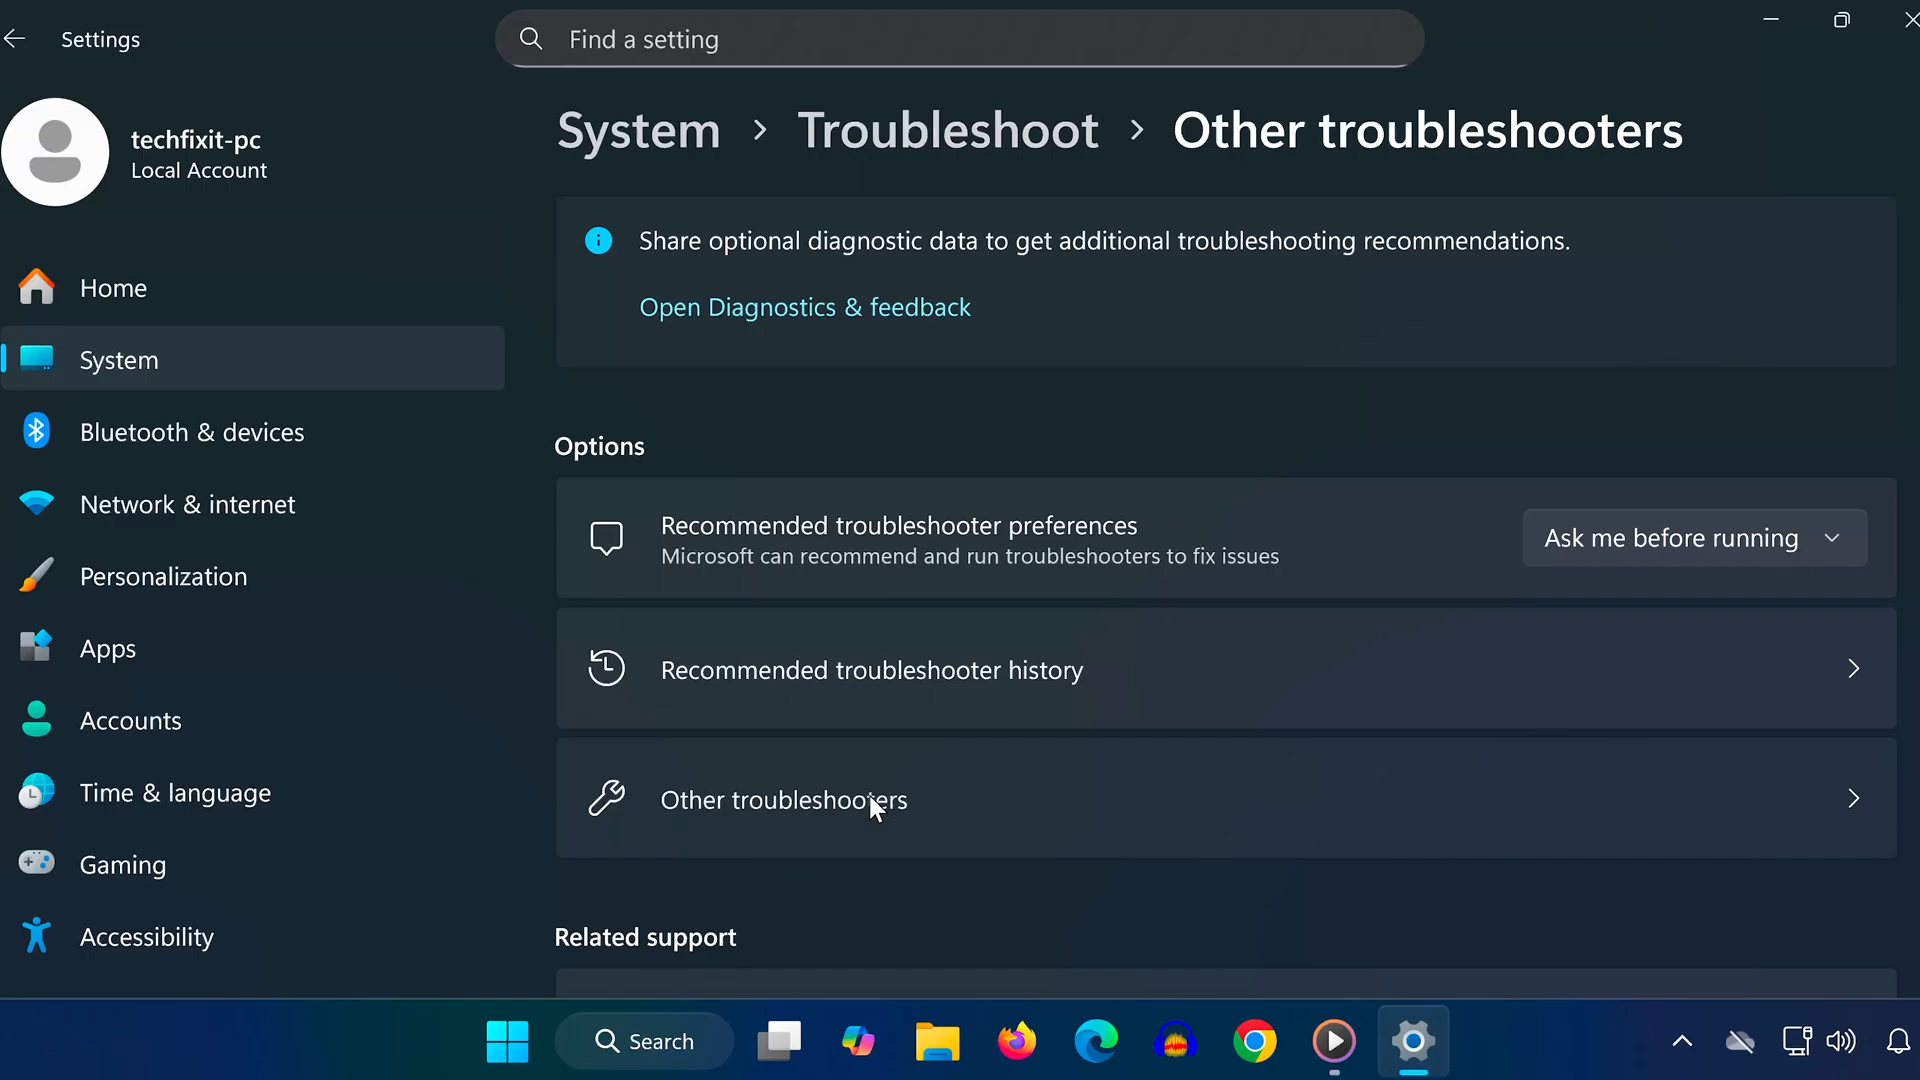 Settings
Find a setting
techfixit-pc
Local Account
System > Troubleshoot > Other troubleshooters
Share optional diagnostic data to get additional troubleshooting recommendations.
Open Diagnostics & feedback
Home
System
Bluetooth & devices
Network & internet
Personalization
Apps
Accounts
Time & language
Gaming
Accessibility
Options
Recommended troubleshooter preferences
Microsoft can recommend and run troubleshooters to fix issues
Ask me before running
Recommended troubleshooter history
Other troubleshooters
Related support
Search